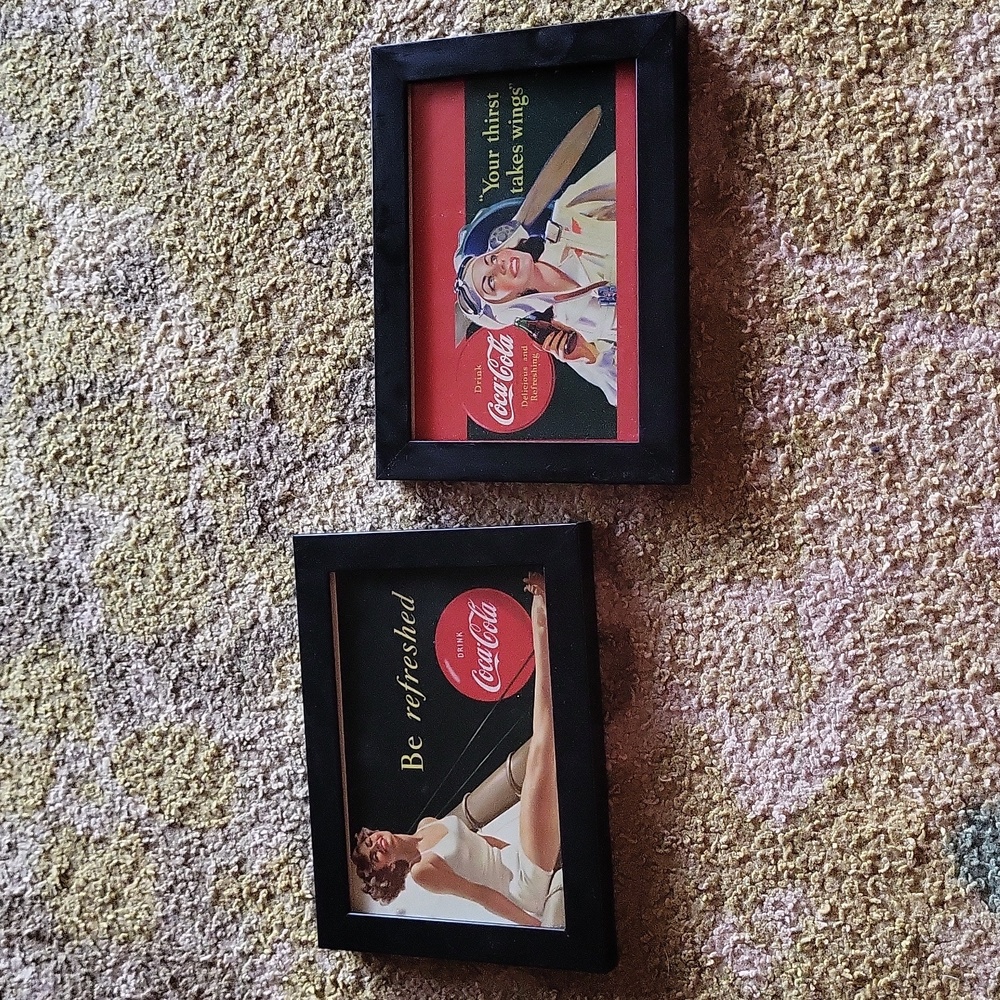 "Your thirst
takes wings"
Drink
Coca-Cola
Delicious and
Refreshing
Be refreshed
DRINK
Coca-Cola